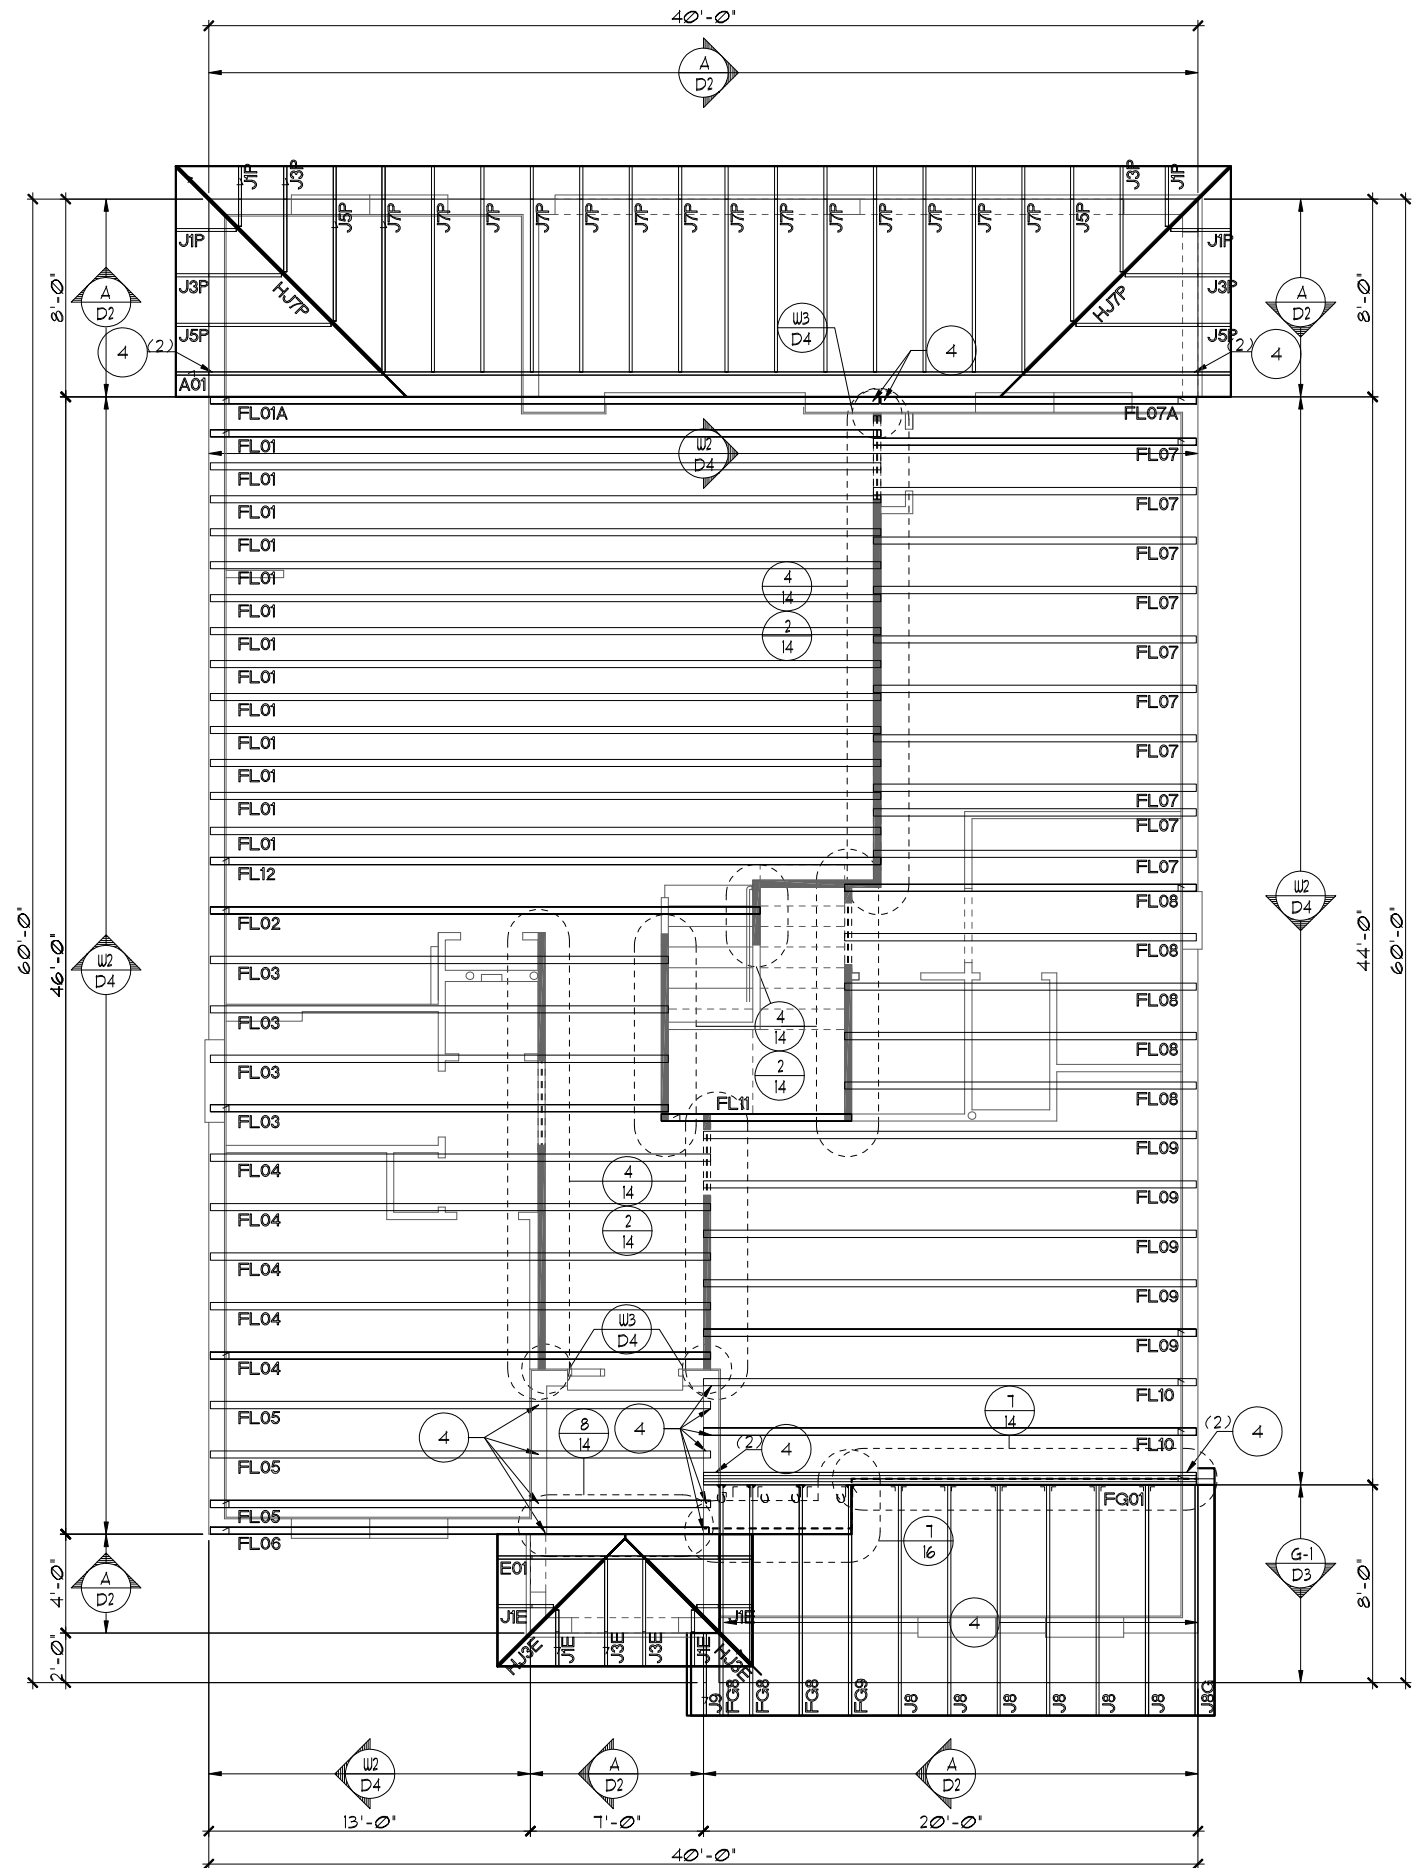 40'-0"
A
D2
J1P
J3P
J5P
J7P
J7P
J7P
J7P
J7P
J7P
J7P
J7P
J7P
J7P
J7P
J7P
J7P
J7P
J5P
J3P
J1P
J1P
J3P
J5P
A01
HJ7P
HJ7P
J1P
J3P
J5P
8'-0"
A
D2
A
D2
8'-0"
4
(2)
W3
D4
4
(2)
4
FL01A
FL07A
FL01
W2
D4
FL07
FL01
FL01
FL07
FL01
FL07
FL01
4
14
FL01
FL07
2
14
FL01
FL07
FL01
FL01
FL07
FL01
FL07
FL01
FL01
FL07
FL07
FL01
FL07
FL12
FL08
W2
D4
FL02
60'-0"
46'-0"
W2
D4
FL03
FL08
44'-0"
60'-0"
FL03
FL08
4
14
FL08
FL03
2
14
FL08
FL11
FL03
FL09
FL04
4
14
FL09
FL04
2
14
FL09
FL04
FL09
FL04
W3
D4
FL09
FL04
FL10
FL05
7
14
4
8
14
4
(2)
4
(2)
4
FL10
FL05
FG01
FL05
FL06
7
16
E01
G-1
D3
A
D2
4'-0"
8'-0"
J1E
J1E
4
HJ3E
J1E
J3E
J3E
J1E
HJ3E
2'-0"
J9
FG8
FG8
FG8
FG9
J8
J8
J8
J8
J8
J8
J8G
W2
D4
A
D2
A
D2
13'-0"
7'-0"
20'-0"
40'-0"